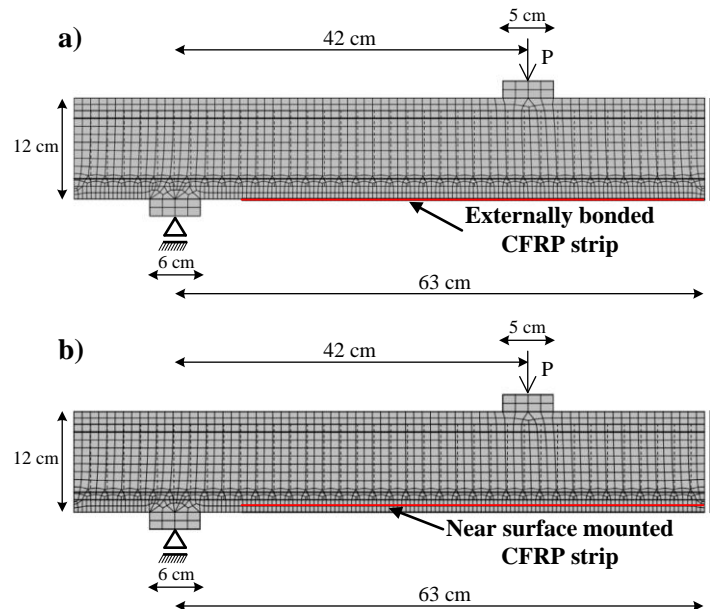 5 cm
a)
42 cm
P
12 cm
Externally bonded
CFRP strip
6 cm
63 cm
5 cm
b)
42 cm
P
12 cm
Near surface mounted
CFRP strip
6 cm
63 cm